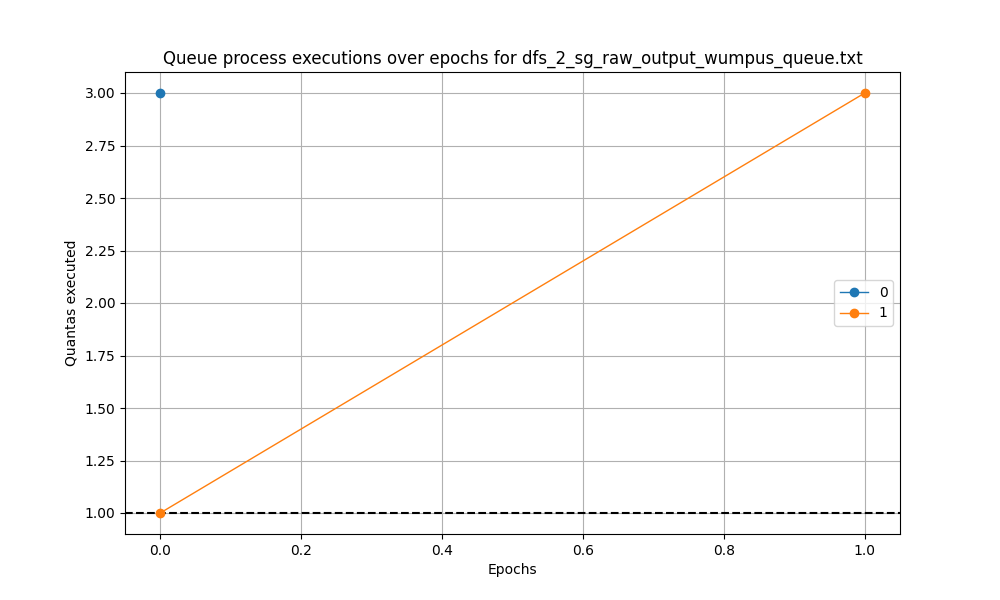 Queue process executions over epochs for dfs_2_sg_raw_output_wumpus_queue.txt
3.00
2.75
2.50
2.25
2.00
1.75
1.50
1.25
1.00
Quantas executed
0
1
0.0 0.2 0.4 0.6 0.8 1.0
Epochs